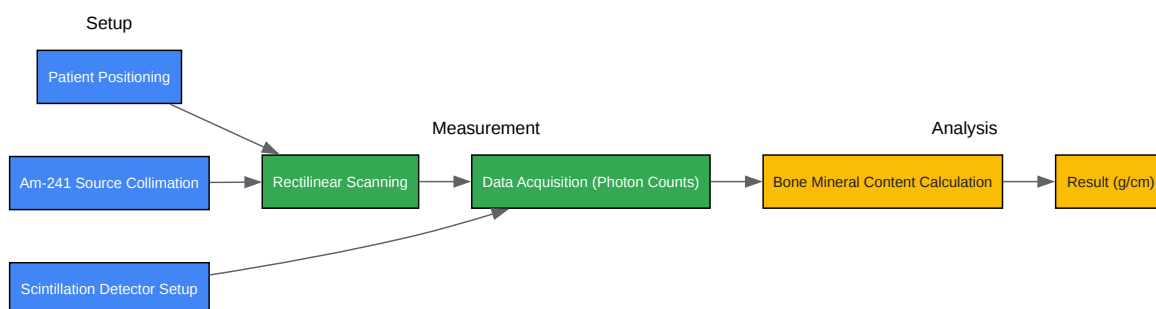 Setup
Patient Positioning
Measurement
Analysis
Am-241 Source Collimation
Rectilinear Scanning
Data Acquisition (Photon Counts)
Bone Mineral Content Calculation
Result (g/cm)
Scintillation Detector Setup